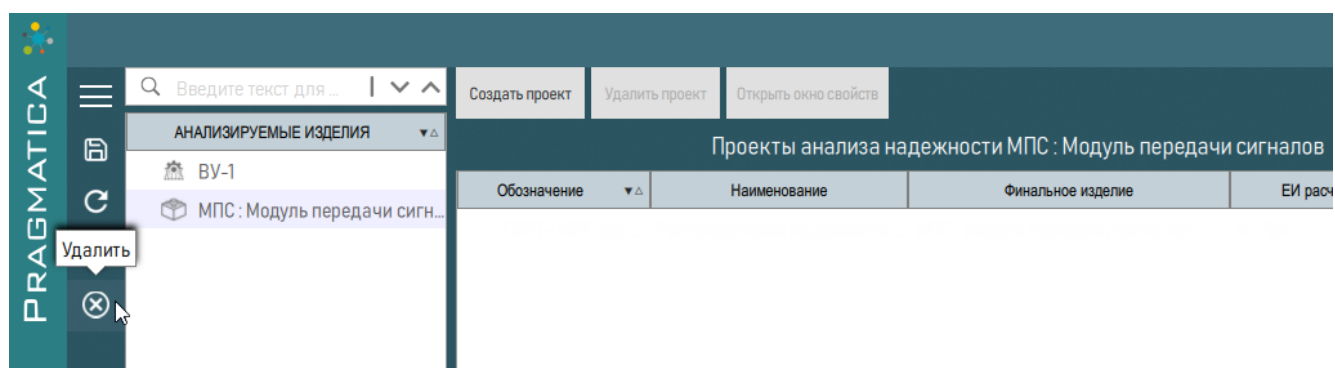 PRAGMATICA
Введите текст для ...
АНАЛИЗИРУЕМЫЕ ИЗДЕЛИЯ
ВУ-1
МПС : Модуль передачи сигн...
Удалить
Создать проект Удалить проект Открыть окно свойств
Проекты анализа надежности МПС : Модуль передачи сигналов
Обозначение Наименование Финальное изделие ЕИ расч